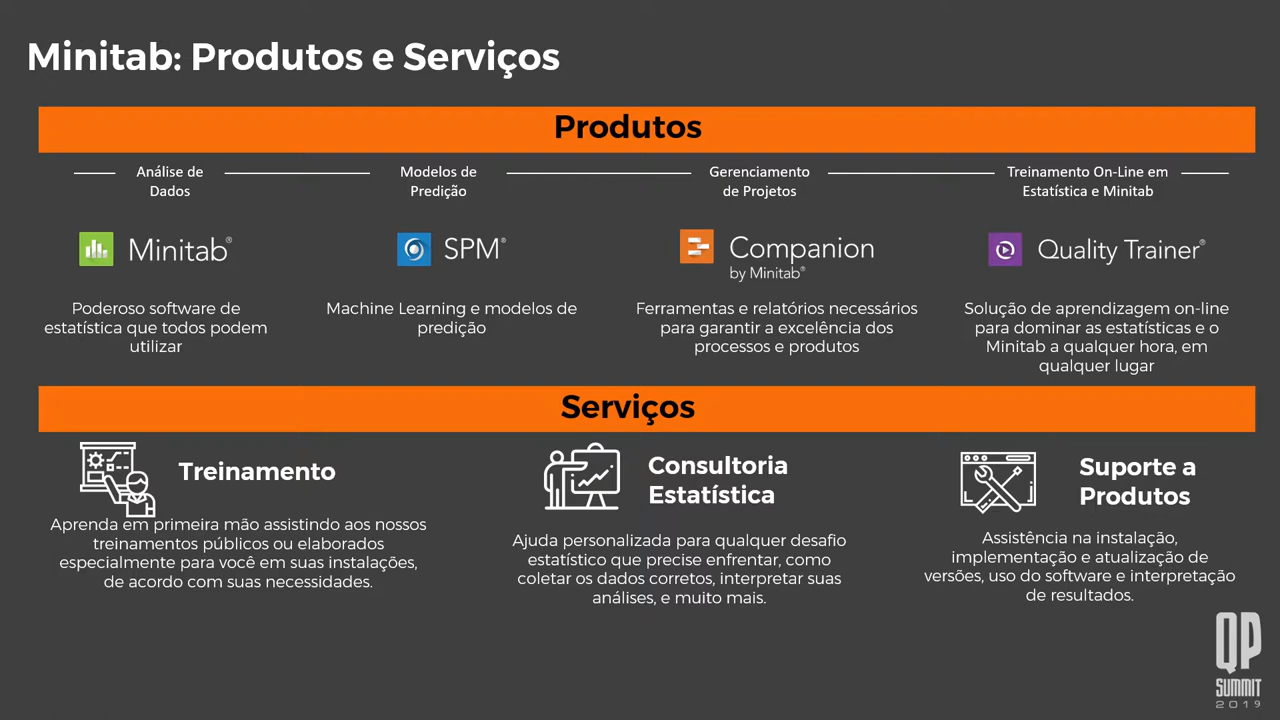 Minitab: Produtos e Serviços
Produtos
Análise de
Dados
Modelos de
Predição
Gerenciamento
de Projetos
Treinamento On-Line em
Estatística e Minitab
Minitab®
SPM®
Companion
by Minitab®
Quality Trainer®
Poderoso software de
estatística que todos podem
utilizar
Machine Learning e modelos de
predição
Ferramentas e relatórios necessários
para garantir a excelência dos
processos e produtos
Solução de aprendizagem on-line
para dominar as estatísticas e o
Minitab a qualquer hora, em
qualquer lugar
Serviços
Treinamento
Aprenda em primeira mão assistindo aos nossos
treinamentos públicos ou elaborados
especialmente para você em suas instalações,
de acordo com suas necessidades.
Consultoria
Estatística
Ajuda personalizada para qualquer desafio
estatístico que precise enfrentar, como
coletar os dados corretos, interpretar suas
análises, e muito mais.
Suporte a
Produtos
Assistência na instalação,
implementação e atualização de
versões, uso do software e interpretação
de resultados.
QP
SUMMIT
2019